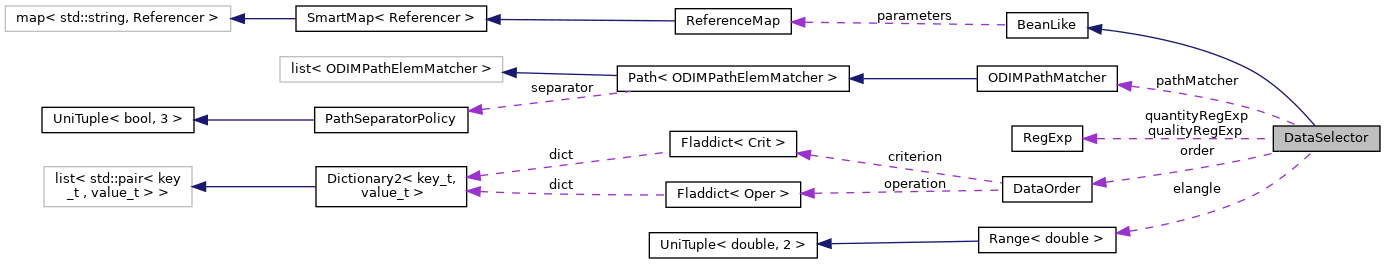 map< std::string, Referencer >
SmartMap< Referencer >
ReferenceMap
parameters
BeanLike
list< ODIMPathElemMatcher >
Path< ODIMPathElemMatcher >
ODIMPathMatcher
pathMatcher
separator
UniTuple< bool, 3 >
PathSeparatorPolicy
RegExp
quantityRegExp
qualityRegExp
DataSelector
order
Fladdict< Crit >
dict
criterion
list< std::pair< key
_t , value_t > >
Dictionary2< key_t,
value_t >
dict
Fladdict< Oper >
operation
DataOrder
elangle
UniTuple< double, 2 >
Range< double >